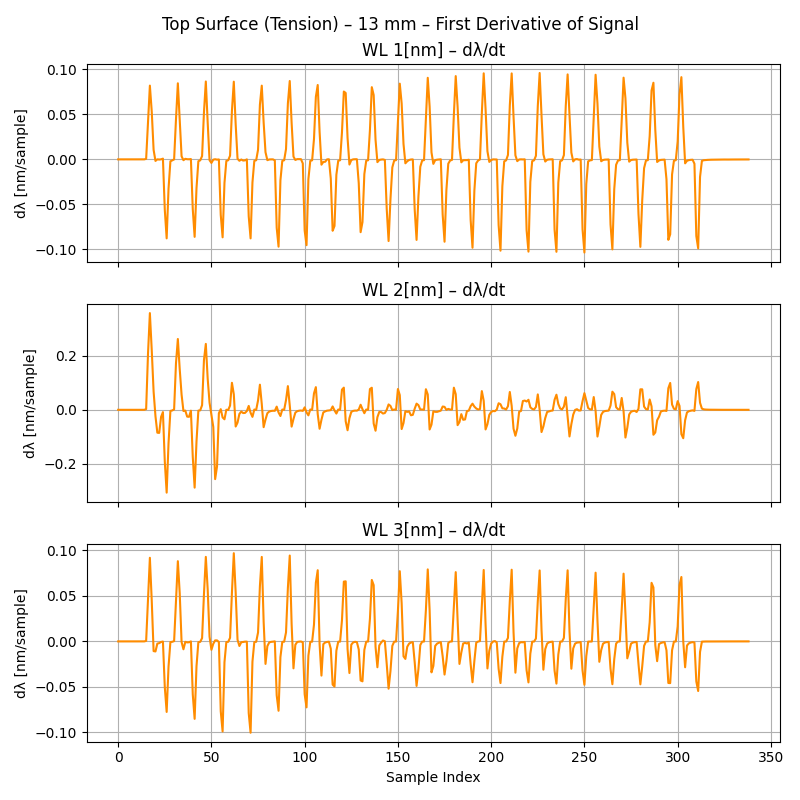 Top Surface (Tension) – 13 mm – First Derivative of Signal
WL 1[nm] – dλ/dt
0.10
0.05
0.00
−0.05
−0.10
dλ [nm/sample]
WL 2[nm] – dλ/dt
0.2
0.0
−0.2
dλ [nm/sample]
WL 3[nm] – dλ/dt
0.10
0.05
0.00
−0.05
−0.10
dλ [nm/sample]
0 50 100 150 200 250 300 350
Sample Index